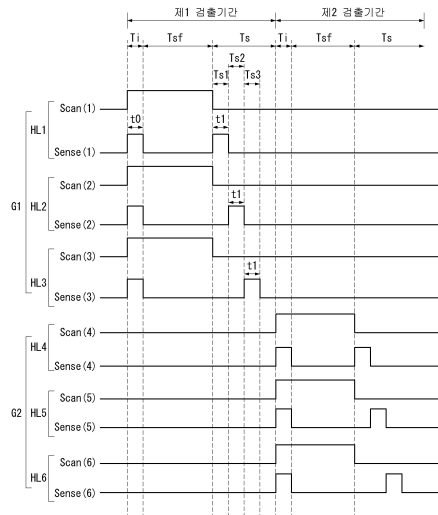 제1 검출기간 제2 검출기간
Ti Tsf Ts Ti Tsf Ts
Ts2
Ts1 Ts3
Scan(1)
HL1 t0 t1
Sense(1)
Scan(2)
G1 HL2 t1
Sense(2)
Scan(3)
HL3 t1
Sense(3)
Scan(4)
HL4
Sense(4)
Scan(5)
G2 HL5
Sense(5)
Scan(6)
HL6
Sense(6)